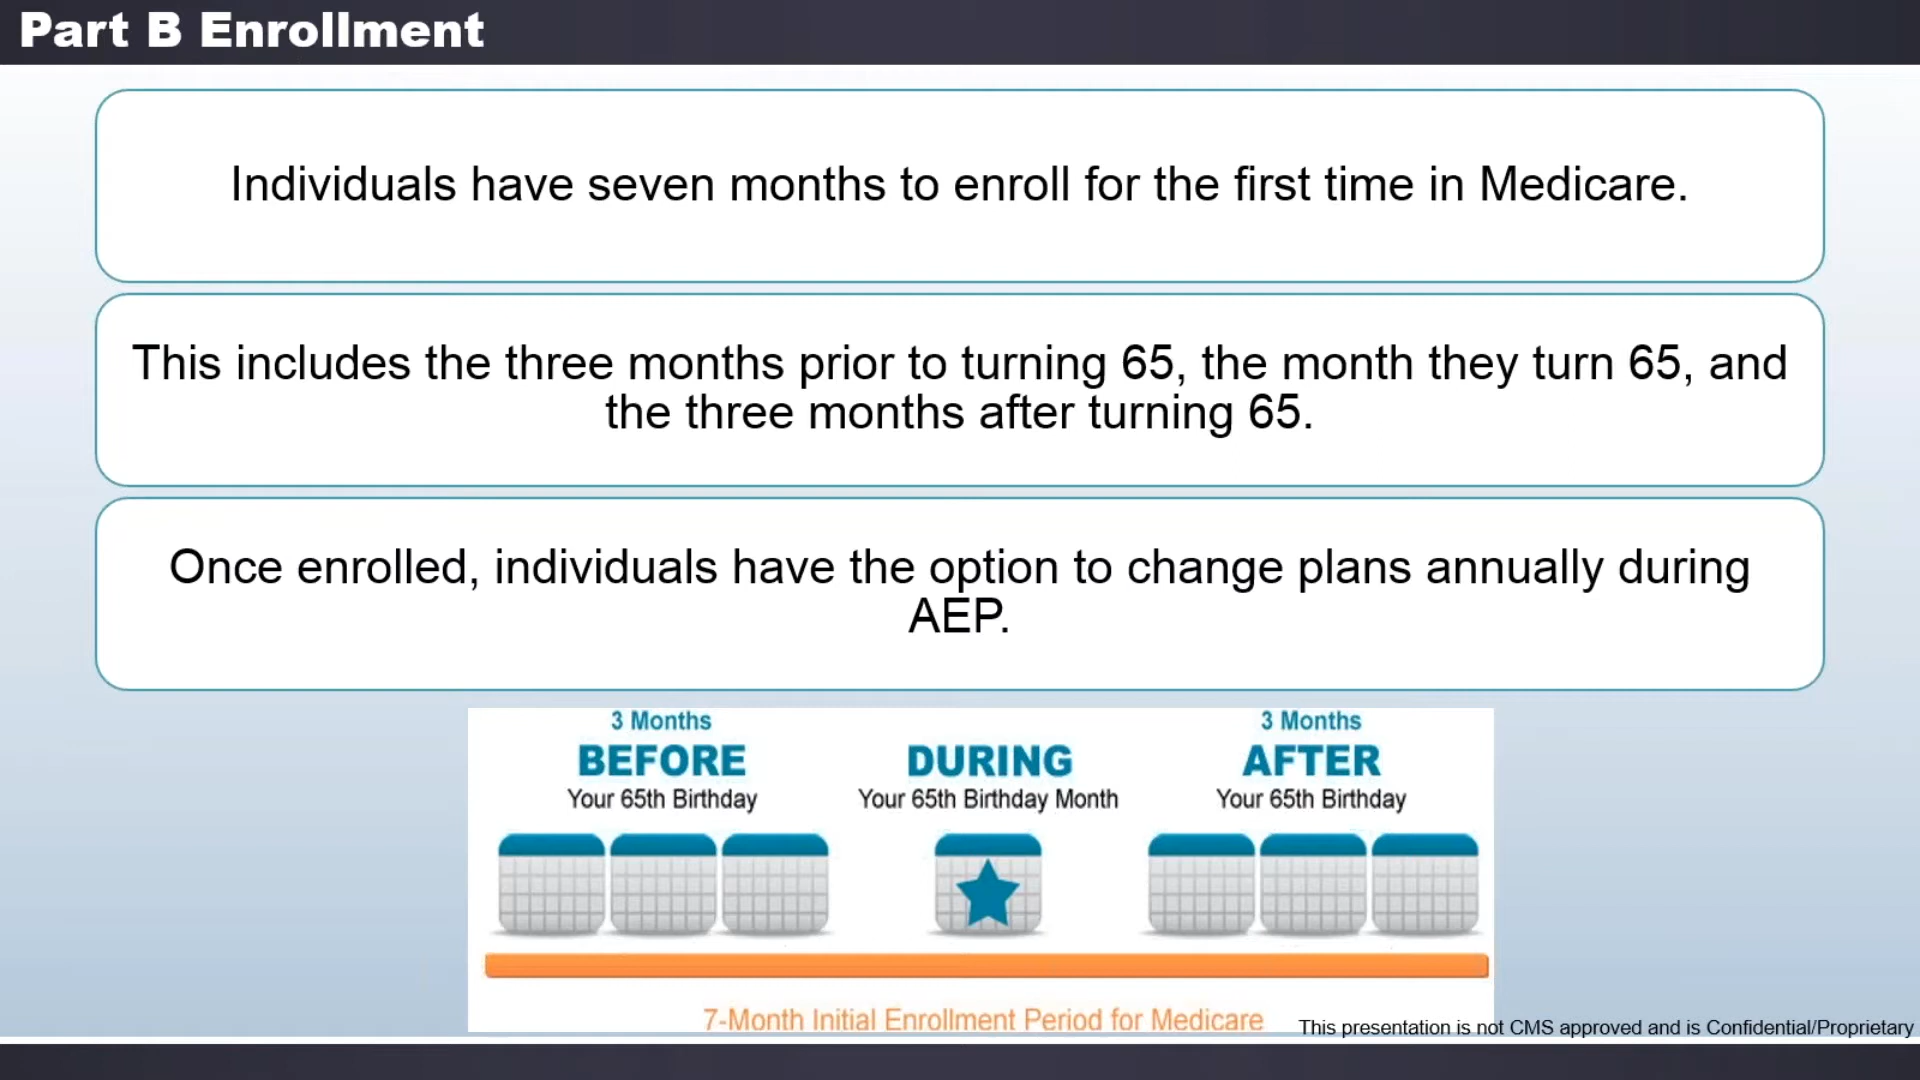 Part B Enrollment
Individuals have seven months to enroll for the first time in Medicare.
This includes the three months prior to turning 65, the month they turn 65, and
the three months after turning 65.
Once enrolled, individuals have the option to change plans annually during
AEP.
3 Months
BEFORE
Your 65th Birthday
DURING
Your 65th Birthday Month
3 Months
AFTER
Your 65th Birthday
7-Month Initial Enrollment Period for Medicare
This presentation is not CMS approved and is Confidential/Proprietary